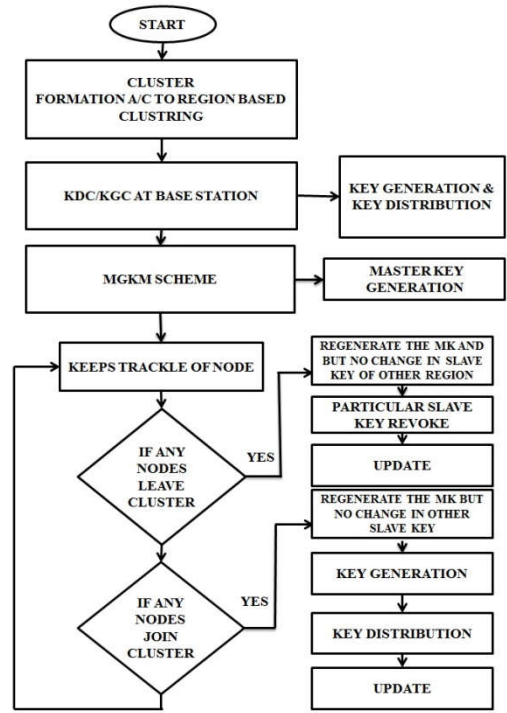 START
CLUSTER
FORMATION A/C TO REGION BASED
CLUSTRING
KDC/KGC AT BASE STATION
KEY GENERATION &
KEY DISTRIBUTION
MGKM SCHEME
MASTER KEY
GENERATION
KEEPS TRACKLE OF NODE
REGENERATE THE MK AND
BUT NO CHANGE IN SLAVE
KEY OF OTHER REGION
PARTICULAR SLAVE
KEY REVOKE
UPDATE
IF ANY
NODES
LEAVE
CLUSTER
YES
REGENERATE THE MK BUT
NO CHANGE IN OTHER
SLAVE KEY
KEY GENERATION
KEY DISTRIBUTION
UPDATE
IF ANY
NODES
JOIN
CLUSTER
YES